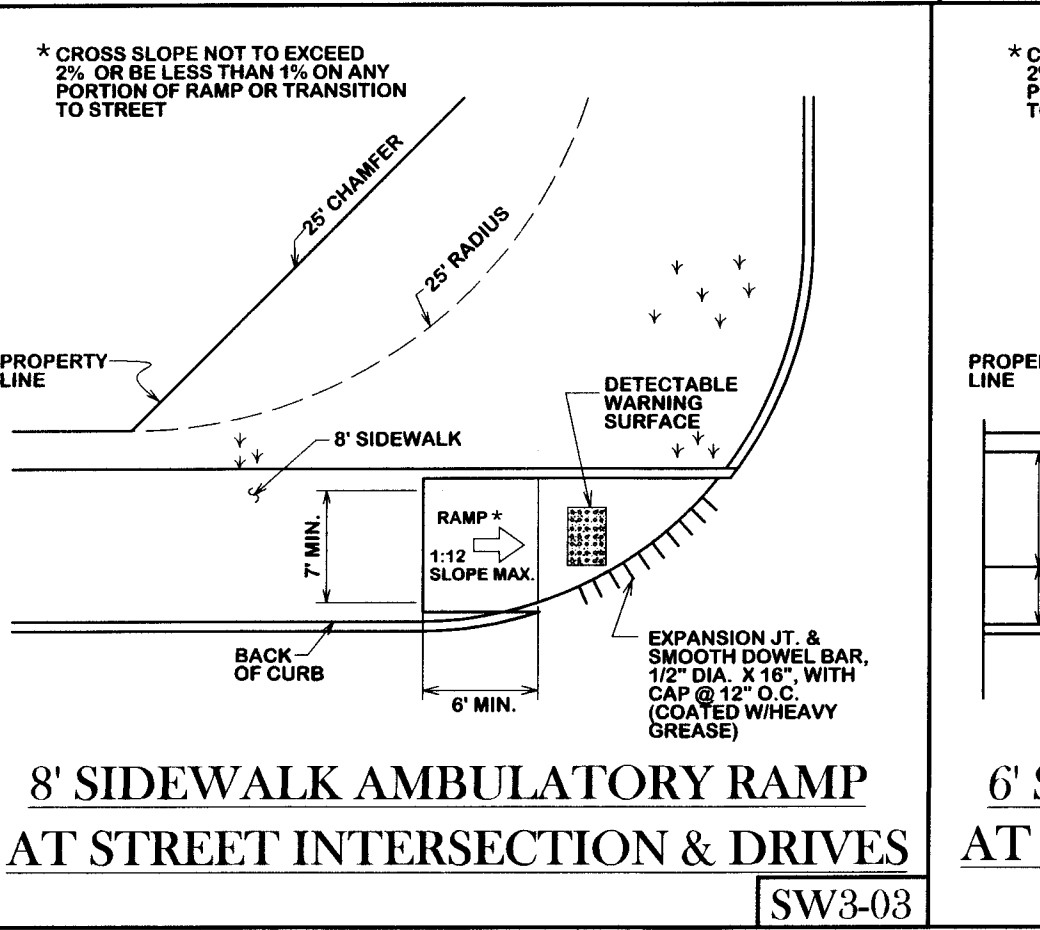 * CROSS SLOPE NOT TO EXCEED
2% OR BE LESS THAN 1% ON ANY
PORTION OF RAMP OR TRANSITION
TO STREET
25' CHAMFER
25' RADIUS
PROPERTY
LINE
8' SIDEWALK
DETECTABLE
WARNING
SURFACE
7' MIN.
RAMP *
1:12
SLOPE MAX.
BACK
OF CURB
6' MIN.
EXPANSION JT. &
SMOOTH DOWEL BAR,
1/2" DIA. X 16", WITH
CAP @ 12" O.C.
(COATED W/HEAVY
GREASE)
8' SIDEWALK AMBULATORY RAMP
AT STREET INTERSECTION & DRIVES
SW3-03
* C
2%
P
TO
PROPE
LINE
6' S
AT